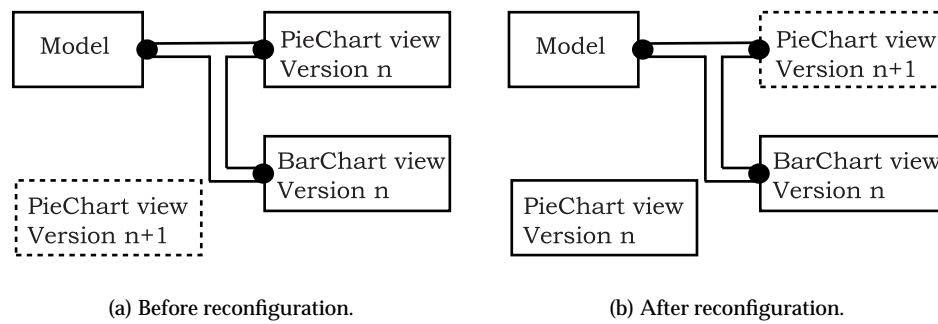 Model
PieChart view
Version n
BarChart view
Version n
PieChart view
Version n+1
(a) Before reconfiguration.
Model
PieChart view
Version n+1
BarChart view
Version n
PieChart view
Version n
(b) After reconfiguration.